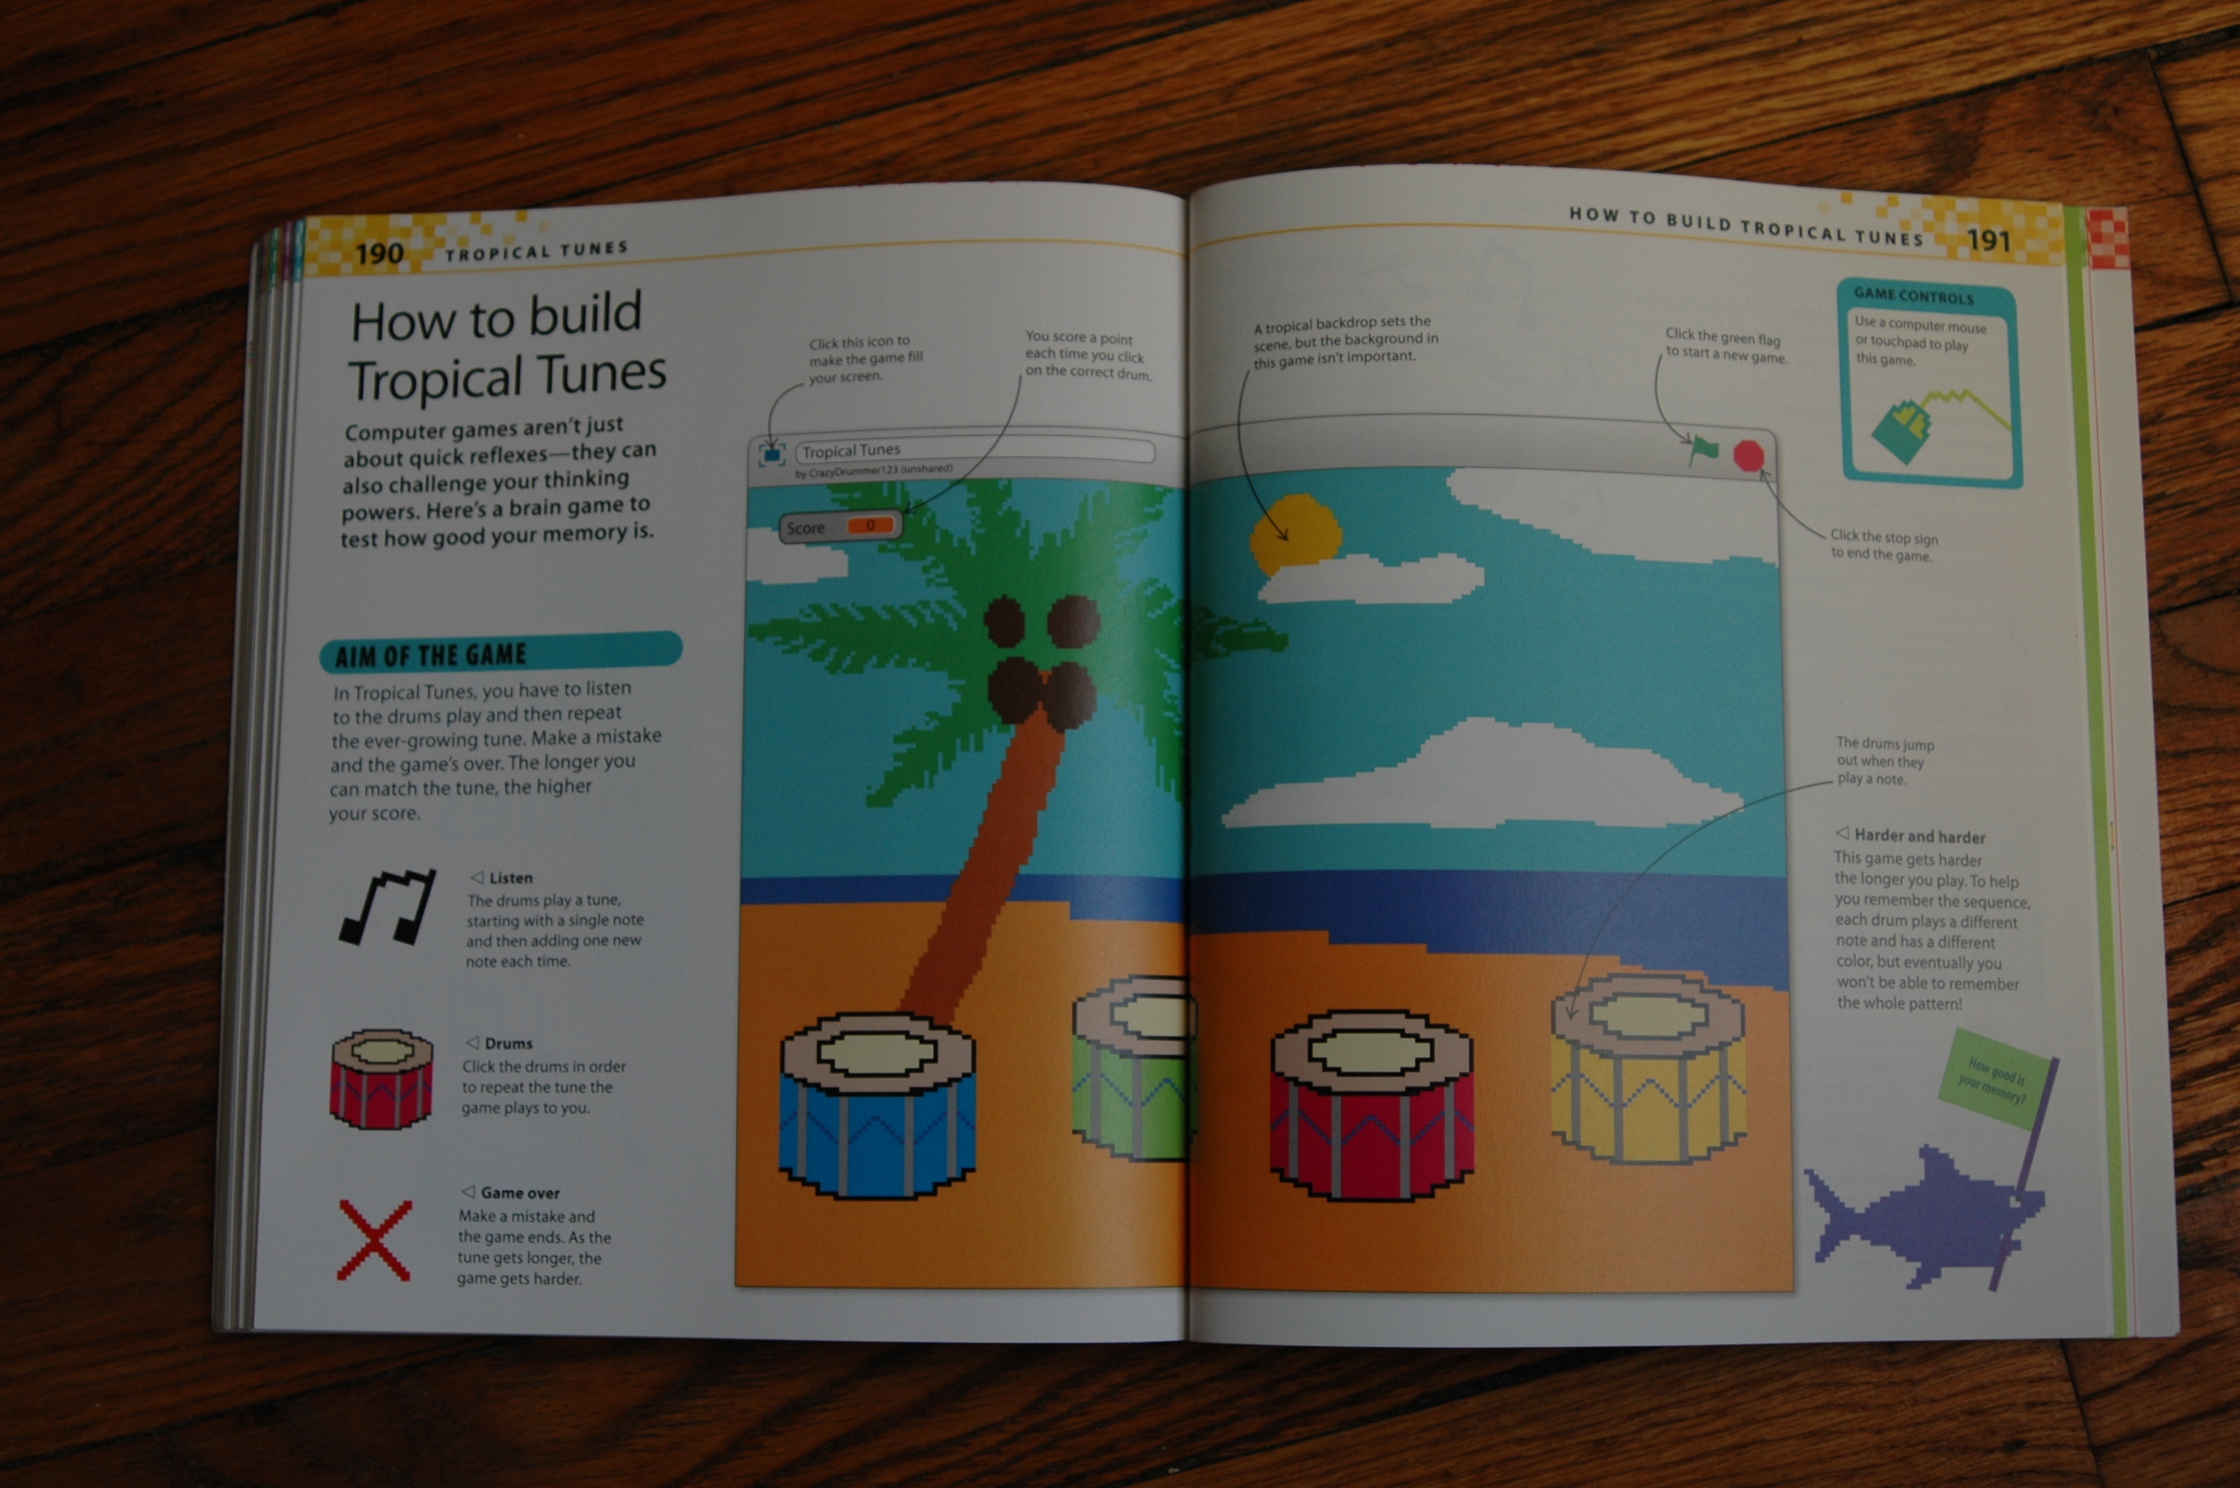 190 TROPICAL TUNES
How to build
Tropical Tunes
Computer games aren't just
about quick reflexes—they can
also challenge your thinking
powers. Here's a brain game to
test how good your memory is.
AIM OF THE GAME
In Tropical Tunes, you have to listen
to the drums play and then repeat
the ever-growing tune. Make a mistake
and the game's over. The longer you
can match the tune, the higher
your score.
◁ Listen
The drums play a tune,
starting with a single note
and then adding one new
note each time.
◁ Drums
Click the drums in order
to repeat the tune the
game plays to you.
◁ Game over
Make a mistake and
the game ends. As the
tune gets longer, the
game gets harder.
Click this icon to
make the game fill
your screen.
You score a point
each time you click
on the correct drum.
Tropical Tunes
by CrazyDrummer123 (unshared)
Score 0
HOW TO BUILD TROPICAL TUNES 191
A tropical backdrop sets the
scene, but the background in
this game isn't important.
Click the green flag
to start a new game.
GAME CONTROLS
Use a computer mouse
or touchpad to play
this game.
Click the stop sign
to end the game.
The drums jump
out when they
play a note.
◁ Harder and harder
This game gets harder
the longer you play. To help
you remember the sequence,
each drum plays a different
note and has a different
color, but eventually you
won't be able to remember
the whole pattern!
How good is
your memory?